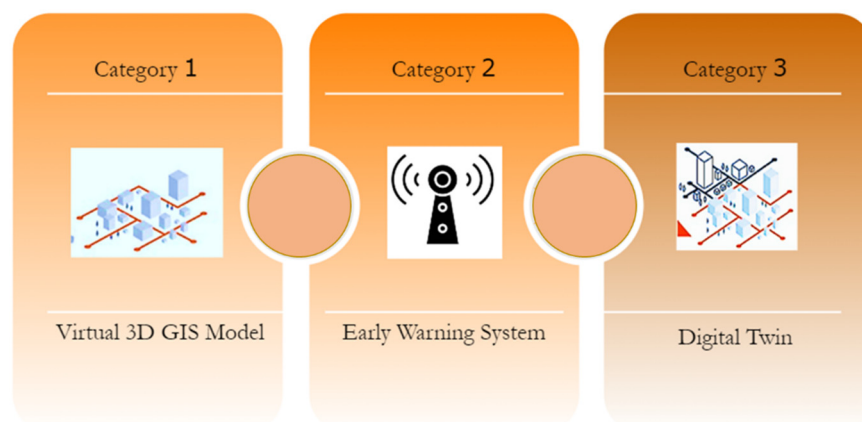 Category 1
Category 2
Category 3
Virtual 3D GIS Model
Early Warning System
Digital Twin